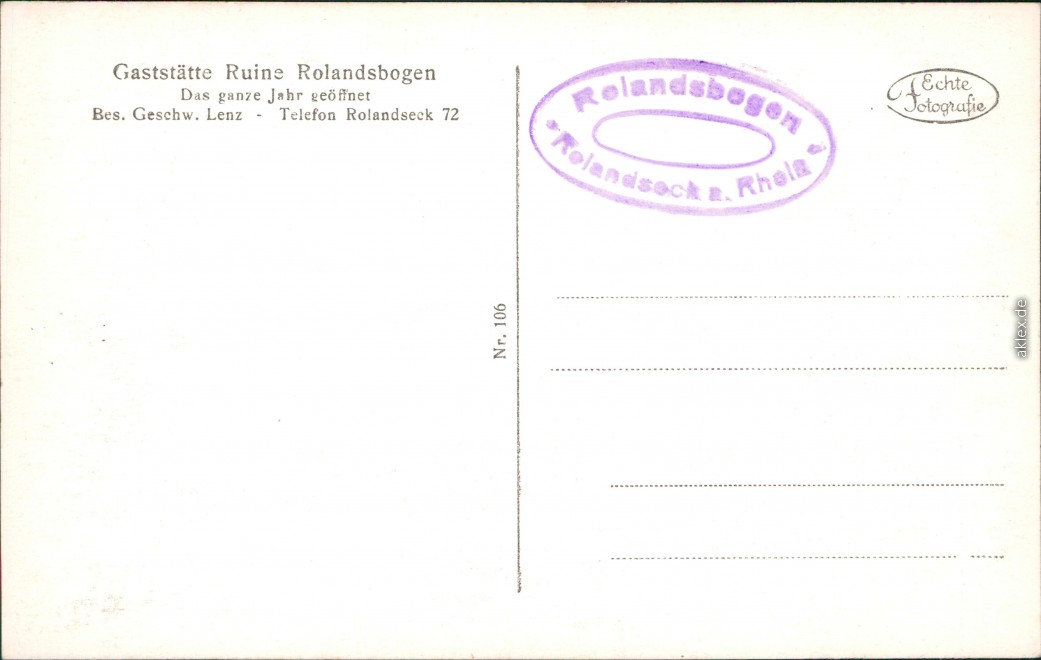 Gaststätte Ruine Rolandsbogen
Das ganze Jahr geöffnet
Bes. Geschw. Lenz - Telefon Rolandseck 72
Nr. 106
Rolandsbogen
Rolandseck a. Rhein
Echte
Fotografie
aklex.de